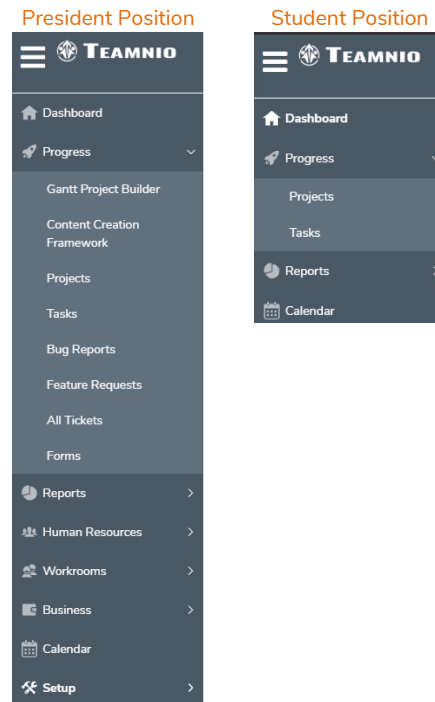 President Position
TEAMNIO
Dashboard
Progress
Gantt Project Builder
Content Creation
Framework
Projects
Tasks
Bug Reports
Feature Requests
All Tickets
Forms
Reports
Human Resources
Workrooms
Business
Calendar
Setup
Student Position
TEAMNIO
Dashboard
Progress
Projects
Tasks
Reports
Calendar